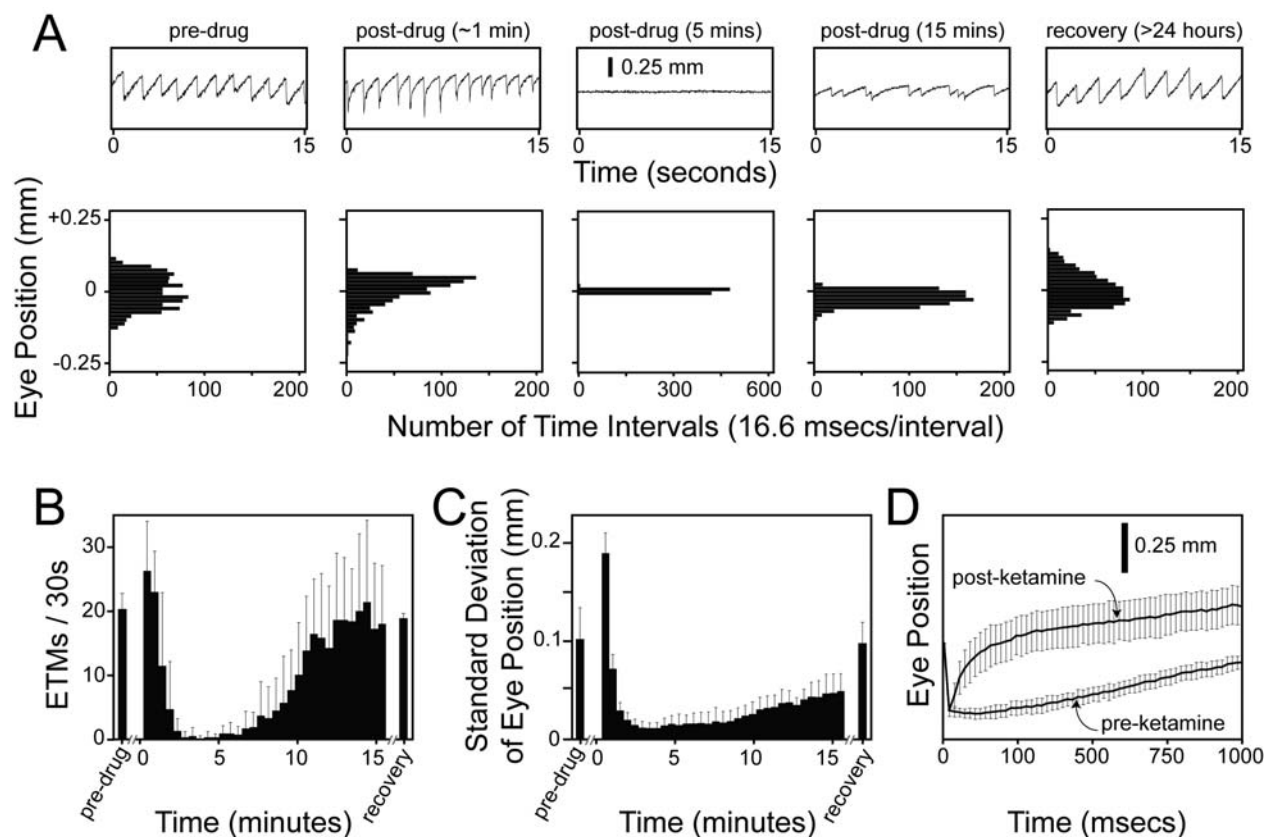 A
pre-drug
post-drug (~1 min)
post-drug (5 mins)
post-drug (15 mins)
recovery (>24 hours)
0.25 mm
0 15
0 15
0 15
0 15
0 15
Time (seconds)
Eye Position (mm)
+0.25
0
-0.25
0 100 200
0 100 200
0 300 600
0 100 200
0 100 200
Number of Time Intervals (16.6 msecs/interval)
B
ETMs / 30s
30
20
10
0
pre-drug
0 5 10 15
recovery
Time (minutes)
C
Standard Deviation
of Eye Position (mm)
0.2
0.1
0
pre-drug
0 5 10 15
recovery
Time (minutes)
D
Eye Position
0.25 mm
post-ketamine
pre-ketamine
0 100 500 750 1000
Time (msecs)